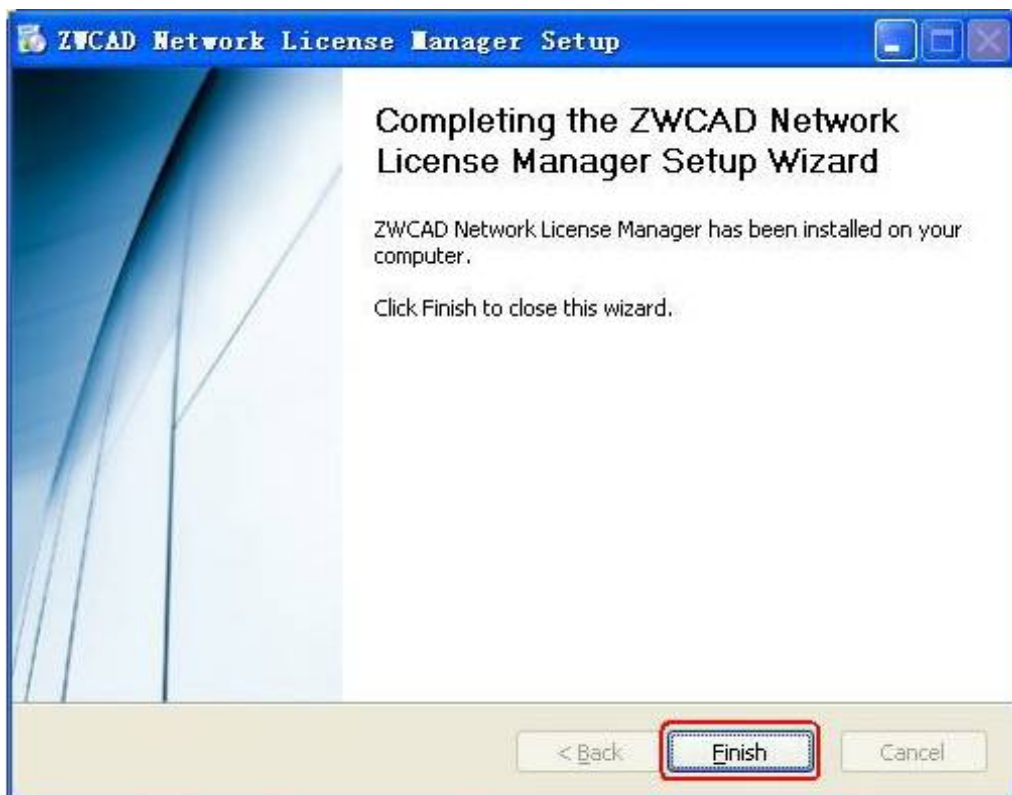 ZWCAD Network License Manager Setup
Completing the ZWCAD Network
License Manager Setup Wizard
ZWCAD Network License Manager has been installed on your
computer.
Click Finish to close this wizard.
< Back Finish Cancel